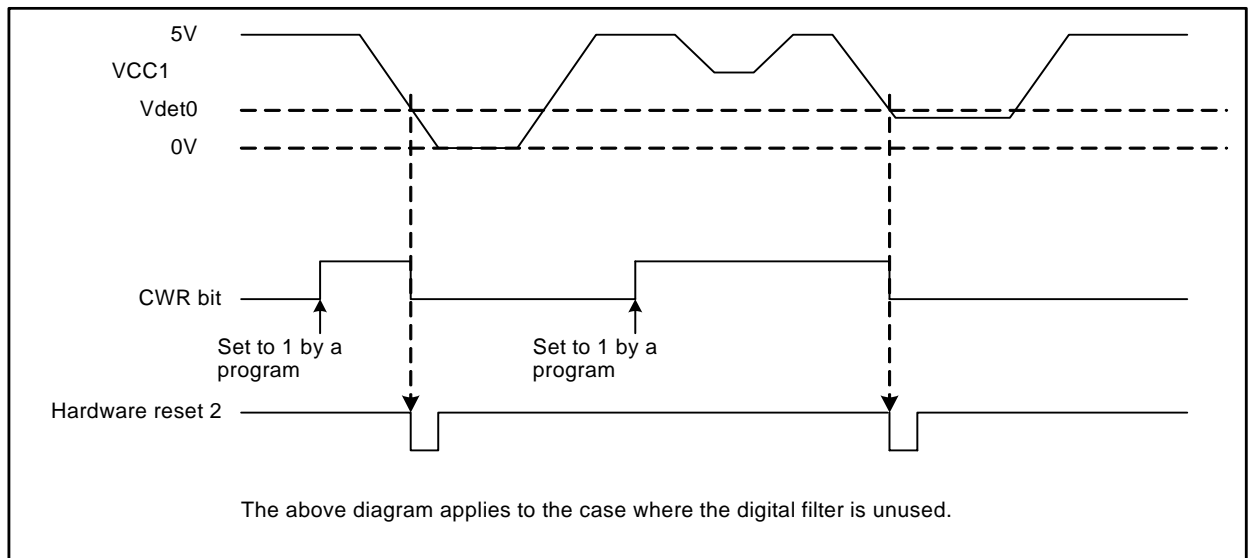 5V
VCC1
Vdet0
0V
CWR bit
Set to 1 by a
program
Set to 1 by a
program
Hardware reset 2
The above diagram applies to the case where the digital filter is unused.